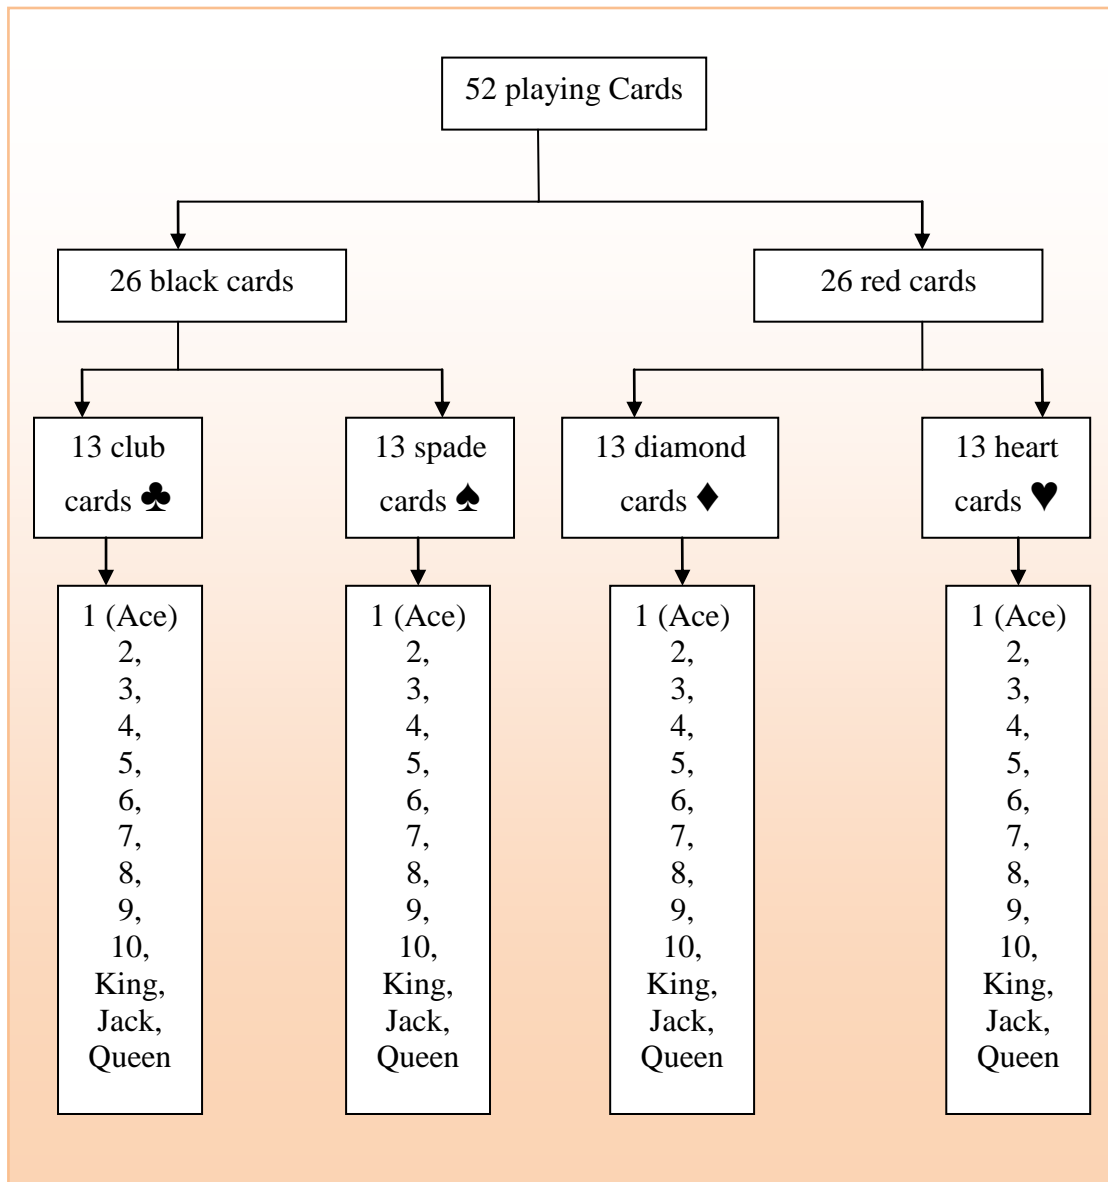 52 playing Cards
26 black cards
26 red cards
13 club
cards ♣
13 spade
cards ♠
13 diamond
cards ♦
13 heart
cards ♥
1 (Ace)
2,
3,
4,
5,
6,
7,
8,
9,
10,
King,
Jack,
Queen
1 (Ace)
2,
3,
4,
5,
6,
7,
8,
9,
10,
King,
Jack,
Queen
1 (Ace)
2,
3,
4,
5,
6,
7,
8,
9,
10,
King,
Jack,
Queen
1 (Ace)
2,
3,
4,
5,
6,
7,
8,
9,
10,
King,
Jack,
Queen